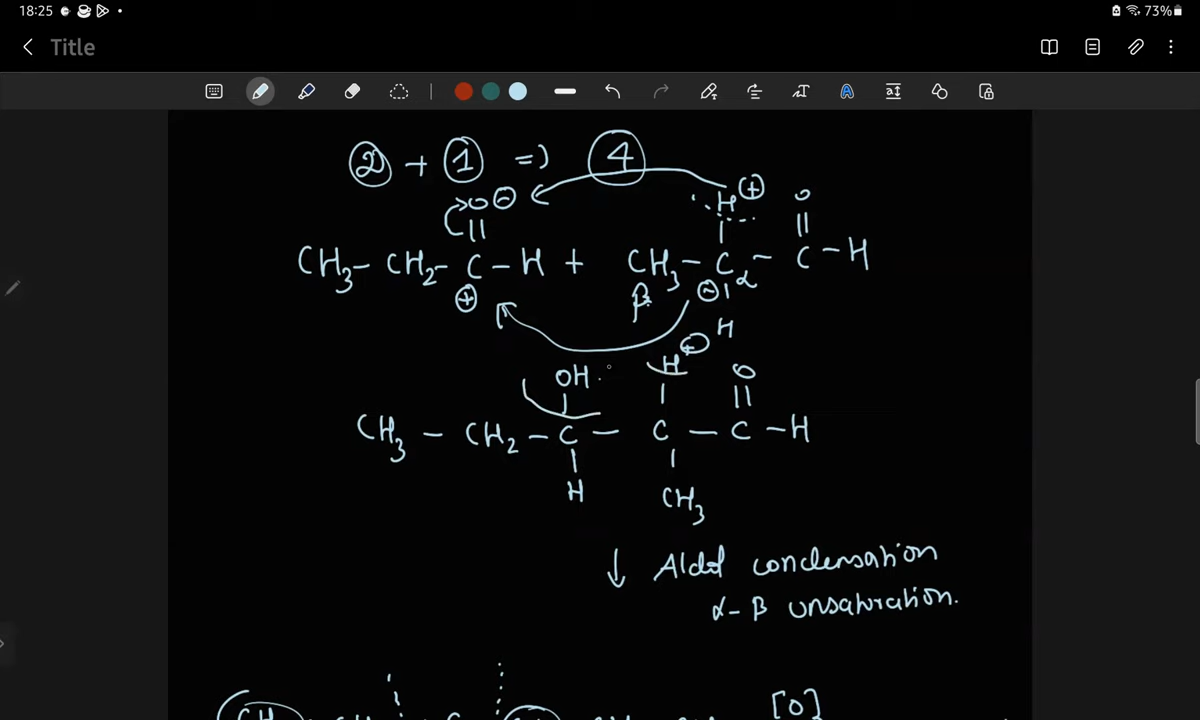 18:25 73%
Title
② + ① => ④
O ⊖ H ⊕ O
CH3 - CH2 - C - H + CH3 - C α - C - H
⊕ β ⊖
H
OH H ⊕ O
CH3 - CH2 - C - C - C - H
H CH3
↓ Aldol condensation
α - β unsaturation.
[O]